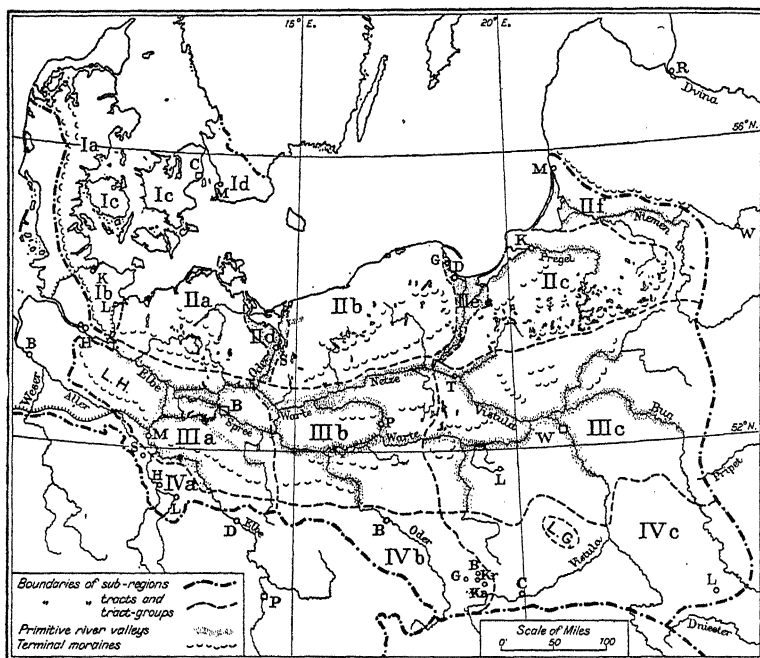 15° E.
20° E.
R
Dvina
56° N.
Ia
C
Id
M
Ic
Ic
M
IIf
Niemen
W
K
Ib
L
K
Pregel
G
D
IIa
IIb
IIe
IIc
IId
S
H
B
Oder
L.H.
Elbe
Netze
T
Weser
Aller
B
Warte
Vistula
Bug
Spree
IIIa
IIIb
P
Warte
W
IIIc
52° N.
M
L
Pripet
H
IVa
L
D
Elbe
B
Oder
L.G.
IVc
IVb
Vistula
B
G
Kr
Ka
C
L
P
Dniester
Boundaries of sub-regions
" " tracts and
tract-groups
Primitive river valleys
Terminal moraines
Scale of Miles
0 50 100